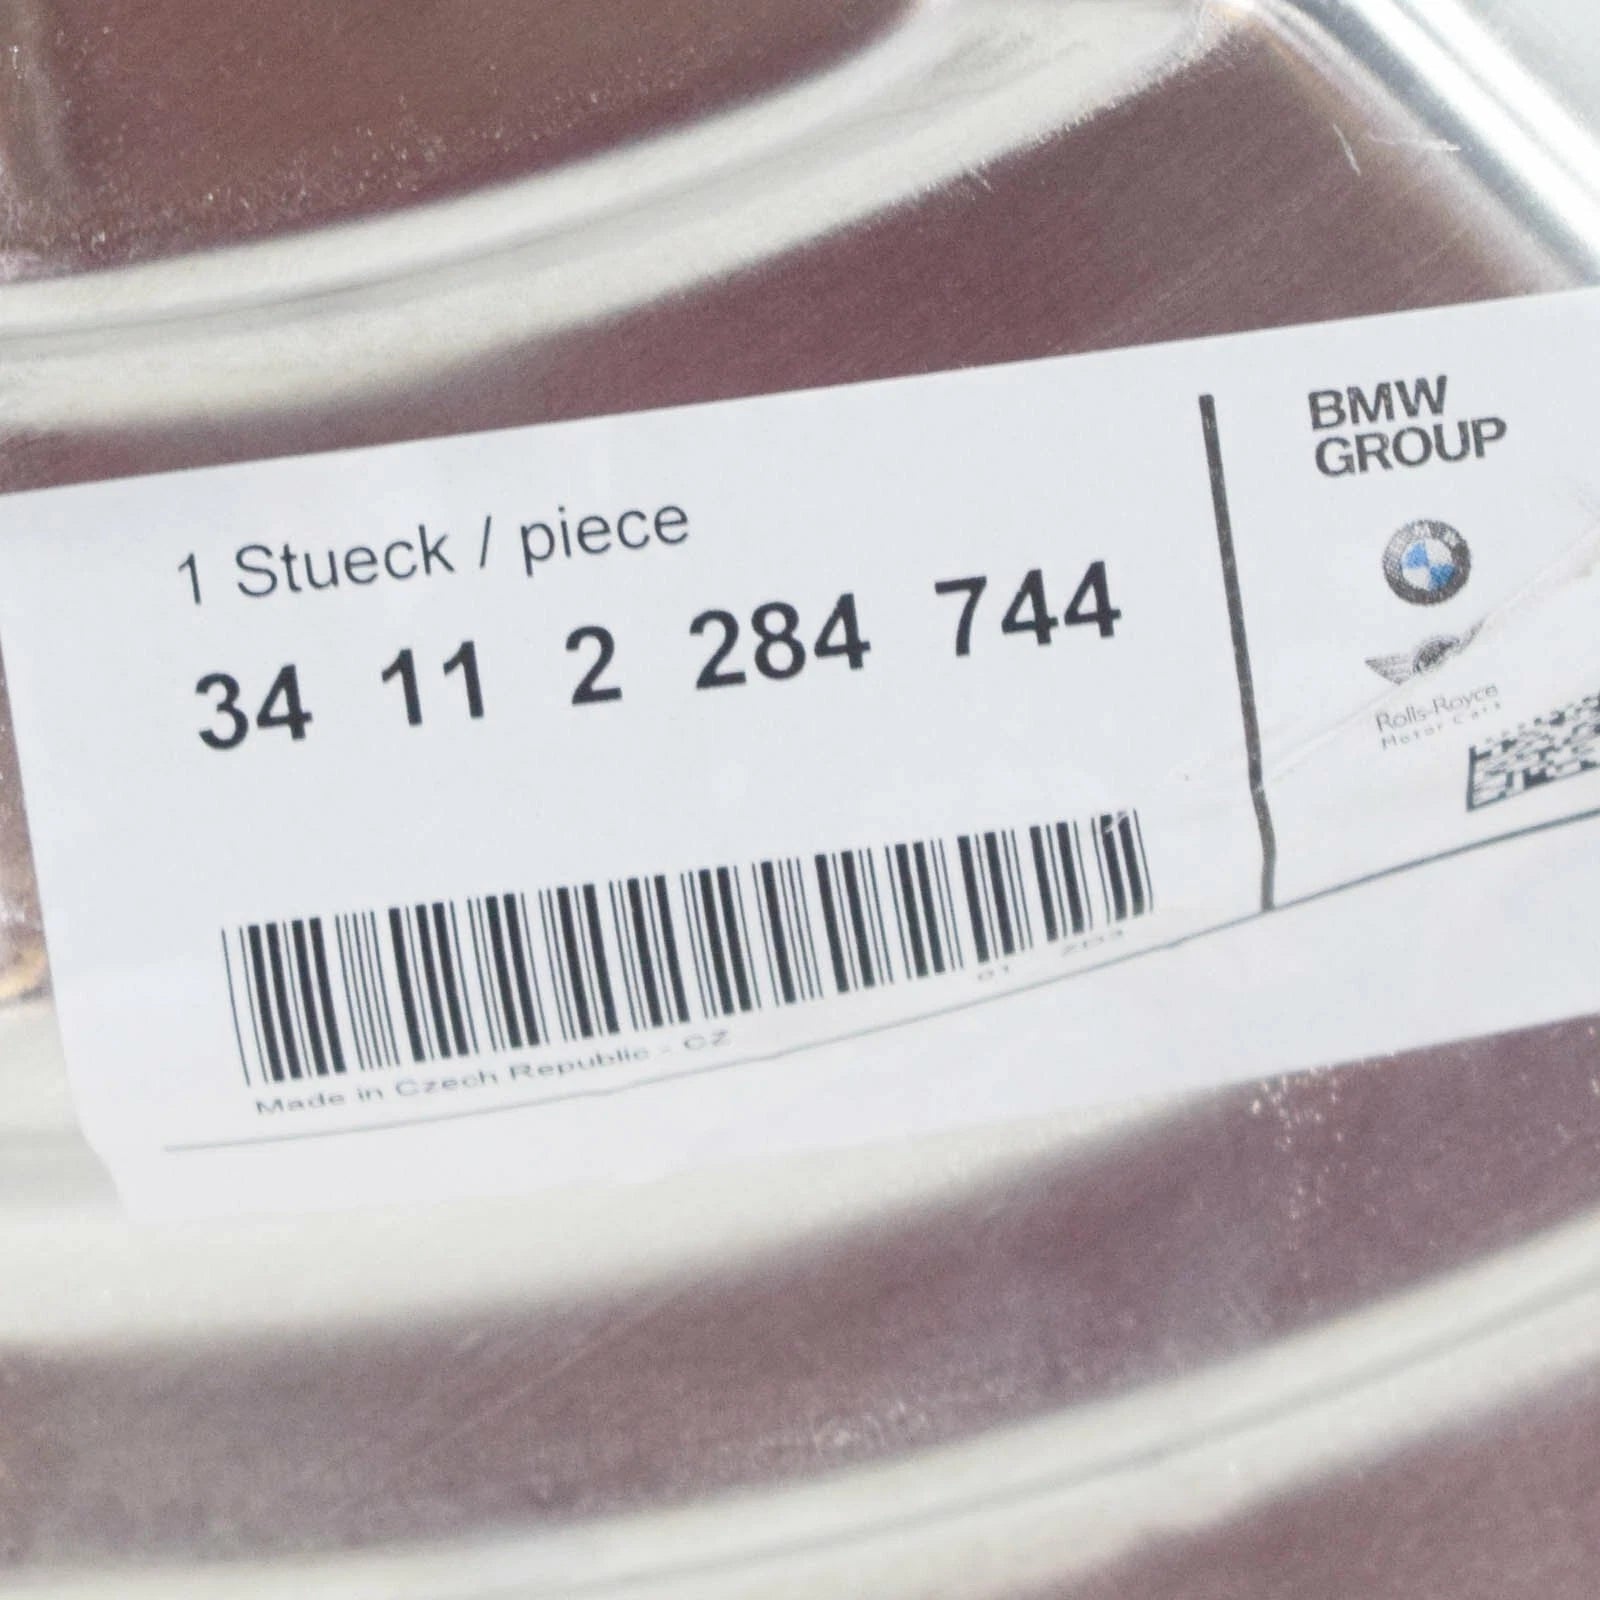 1 Stueck / piece
34 11 2 284 744
Made in Czech Republic - CZ
01
BMW
GROUP
Rolls-Royce
Motor Cars